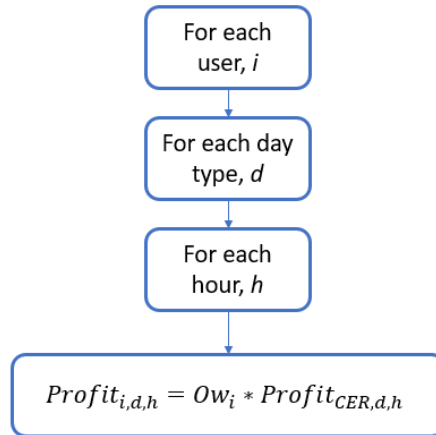 For each
user, i
For each day
type, d
For each
hour, h
Profit_{i,d,h} = Ow_i * Profit_{CER,d,h}